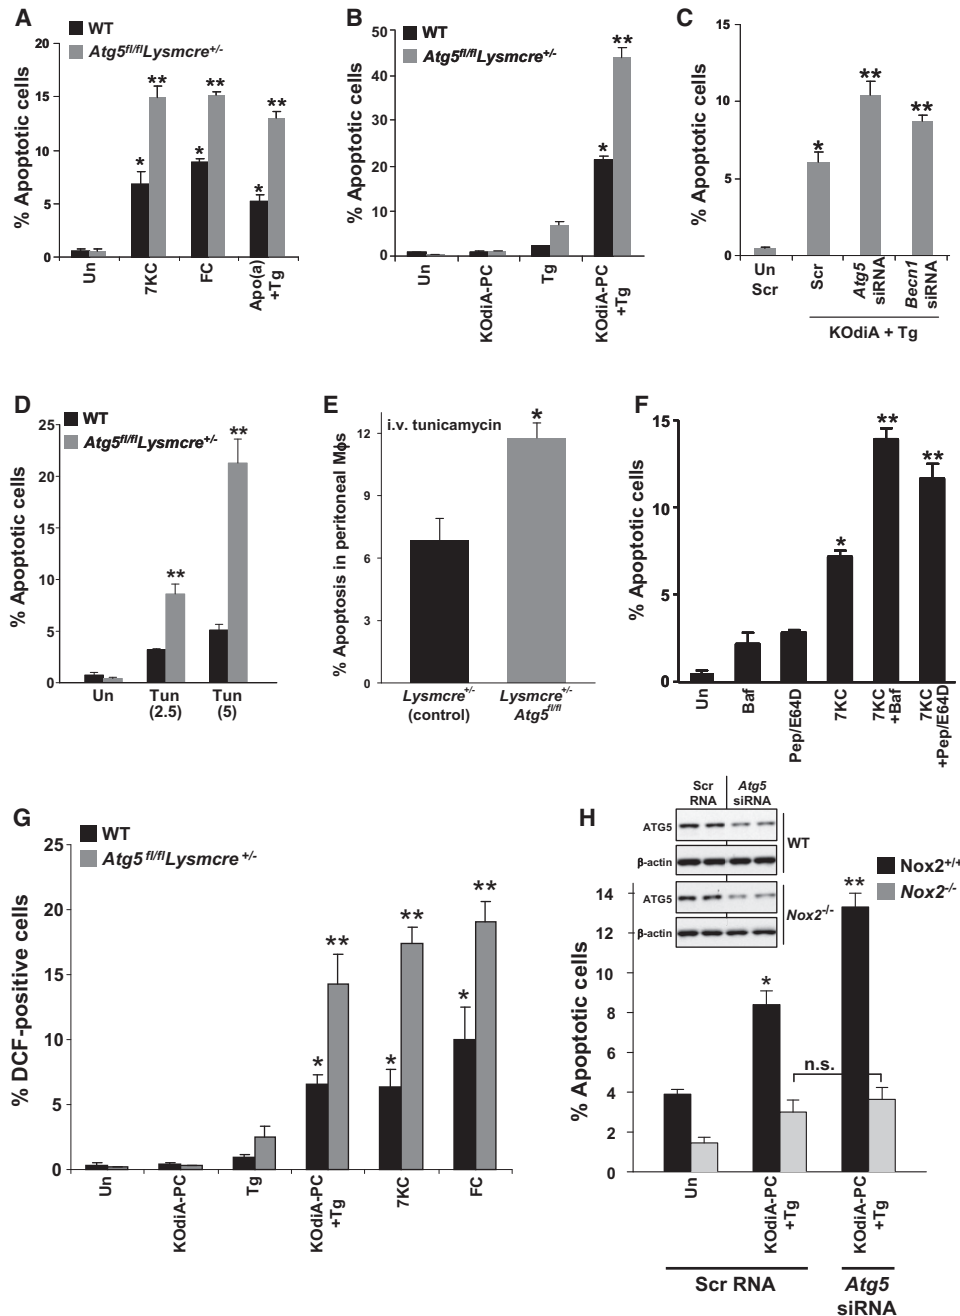 A
WT
Atg5fl/flLysmcre+/-
% Apoptotic cells
20
15
10
5
0
**
**
**
*
*
*
Un
7KC
FC
Apo(a)
+Tg
B
WT
Atg5fl/flLysmcre+/-
% Apoptotic cells
50
40
30
20
10
0
**
*
Un
KOdiA-PC
Tg
KOdiA-PC
+Tg
C
% Apoptotic cells
15
10
5
0
*
**
**
Un
Scr
Scr
Atg5
siRNA
Becn1
siRNA
KOdiA + Tg
D
WT
Atg5fl/flLysmcre+/-
% Apoptotic cells
25
20
15
10
5
0
**
**
Un
Tun
(2.5)
Tun
(5)
E
i.v. tunicamycin
% Apoptosis in peritoneal Mϕs
12
9
6
3
0
*
Lysmcre+/-
(control)
Lysmcre+/-
Atg5fl/fl
F
% Apoptotic cells
15
10
5
0
*
**
**
Un
Baf
Pep/E64D
7KC
7KC
+Baf
7KC
+Pep/E64D
G
WT
Atg5 fl/flLysmcre +/-
% DCF-positive cells
25
20
15
10
5
0
*
**
*
**
*
**
Un
KOdiA-PC
Tg
KOdiA-PC
+Tg
7KC
FC
H
Scr
RNA
Atg5
siRNA
ATG5
β-actin
WT
ATG5
β-actin
Nox2-/-
Nox2+/+
Nox2-/-
% Apoptotic cells
14
12
10
8
6
4
2
0
*
**
n.s.
Un
KOdiA-PC
+Tg
KOdiA-PC
+Tg
Scr RNA
Atg5
siRNA